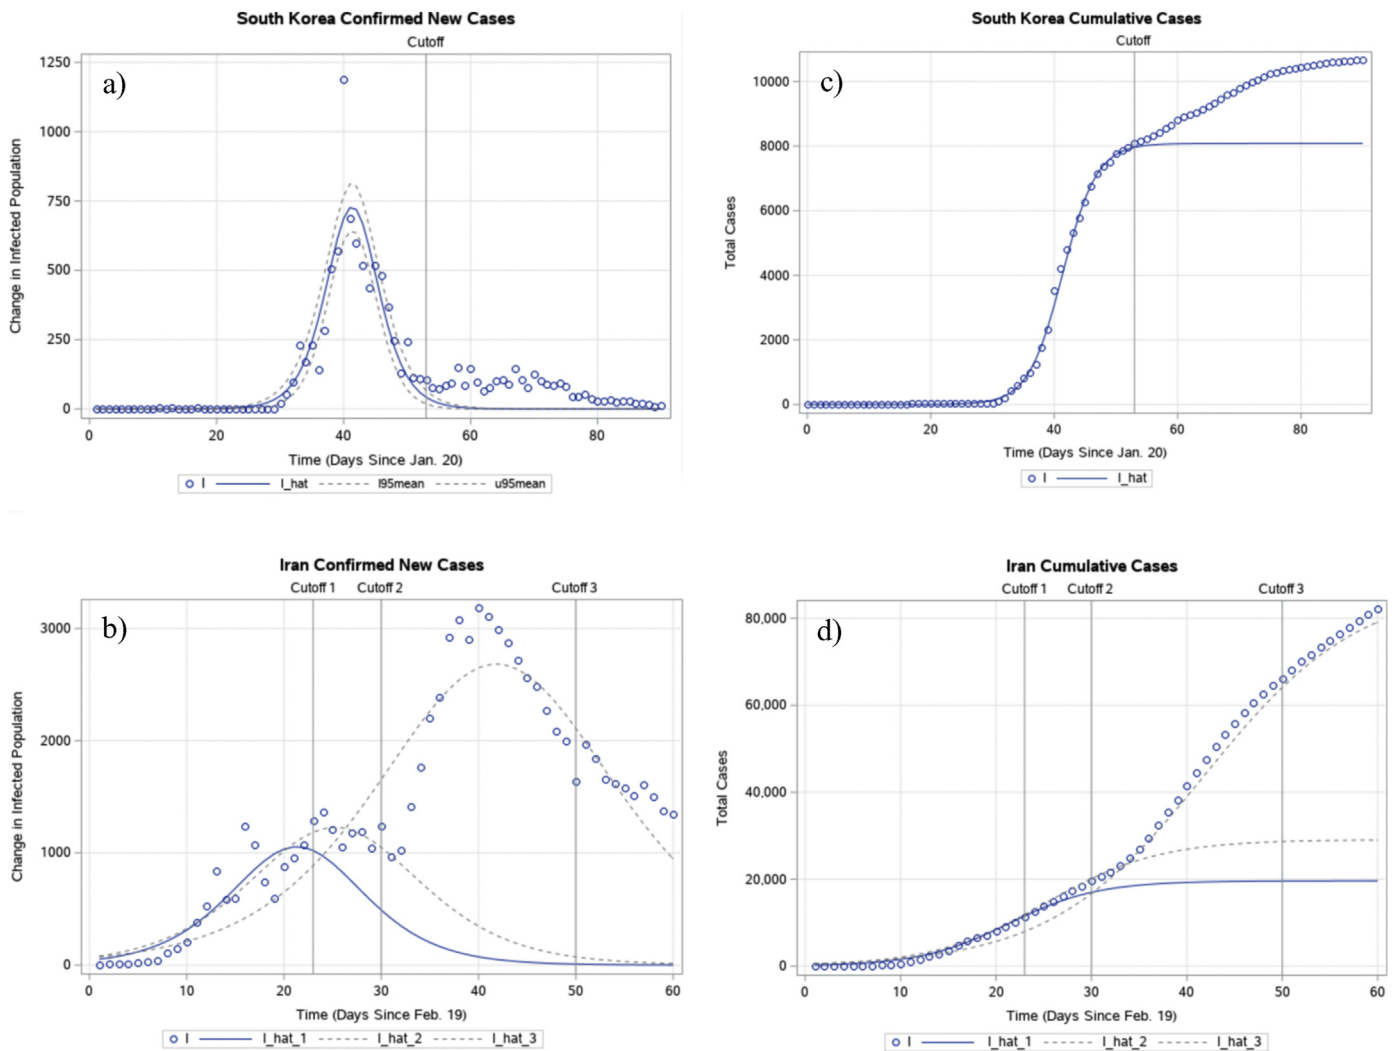 South Korea Confirmed New Cases
Cutoff
a)
1250
1000
750
500
250
0
Change in Infected Population
0 20 40 60 80
Time (Days Since Jan. 20)
I I_hat l95mean u95mean
South Korea Cumulative Cases
Cutoff
c)
10000
8000
6000
4000
2000
0
Total Cases
0 20 40 60 80
Time (Days Since Jan. 20)
I I_hat
Iran Confirmed New Cases
Cutoff 1 Cutoff 2 Cutoff 3
b)
3000
2000
1000
0
Change in Infected Population
0 10 20 30 40 50 60
Time (Days Since Feb. 19)
I I_hat_1 I_hat_2 I_hat_3
Iran Cumulative Cases
Cutoff 1 Cutoff 2 Cutoff 3
d)
80,000
60,000
40,000
20,000
0
Total Cases
0 10 20 30 40 50 60
Time (Days Since Feb. 19)
I I_hat_1 I_hat_2 I_hat_3